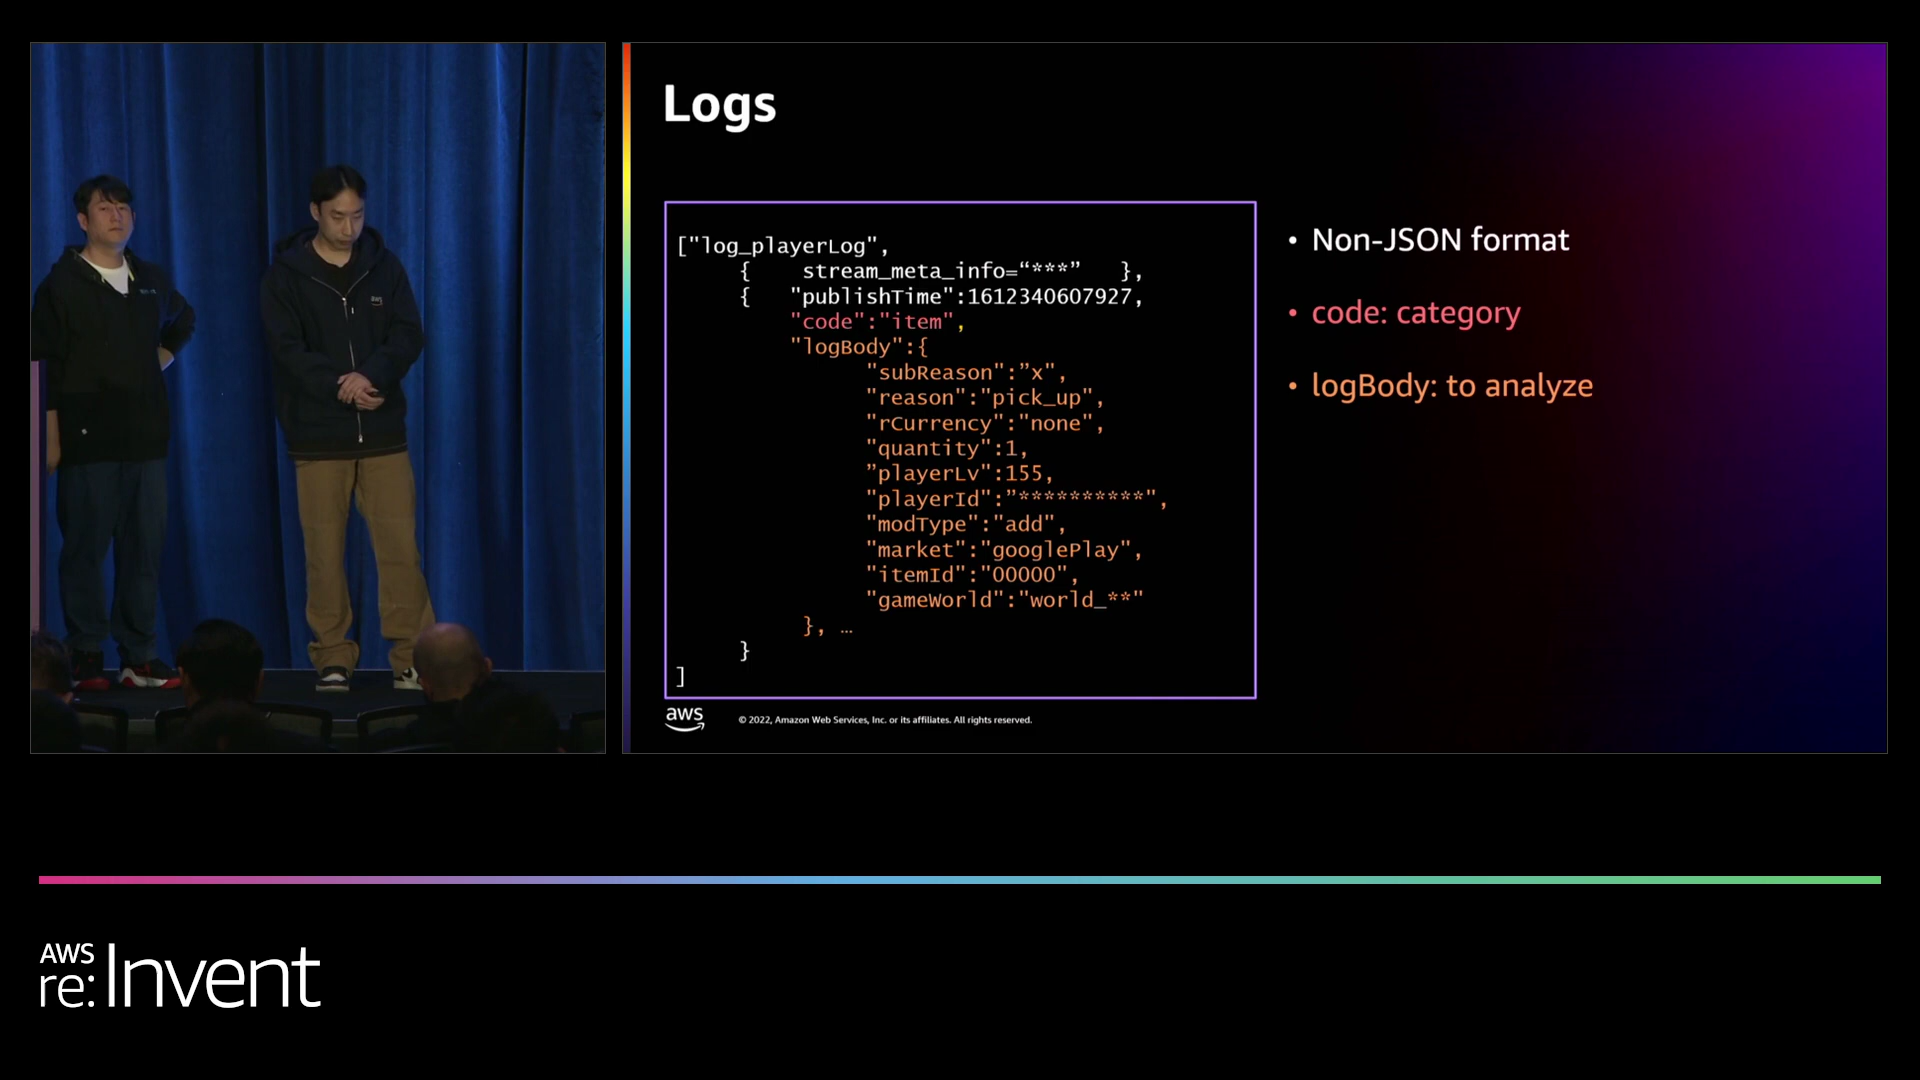 Logs
["log_playerLog",
{ stream_meta_info=“***” },
{ "publishTime":1612340607927,
"code":"item",
"logBody":{
"subReason":”x",
"reason":"pick_up",
"rCurrency":"none",
"quantity":1,
”playerLv":155,
"playerId":”**********",
"modType":"add",
"market":"googlePlay",
"itemId":"OOOOO",
"gameWorld":"world_**"
}, …
}
]
• Non-JSON format
• code: category
• logBody: to analyze
aws
© 2022, Amazon Web Services, Inc. or its affiliates. All rights reserved.
AWS
re:Invent